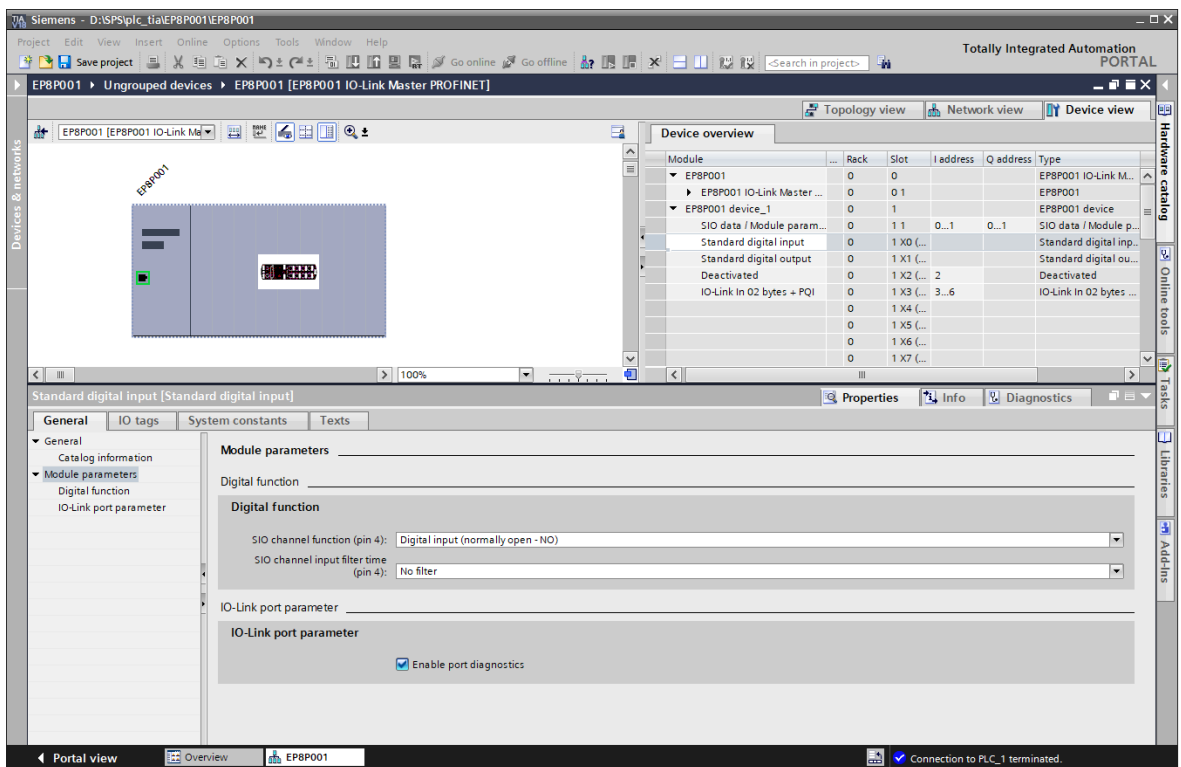 Siemens - D:\SPS\plc_tia\EP8P001\EP8P001
Project Edit View Insert Online Options Tools Window Help
Totally Integrated Automation
PORTAL
Save project Go online Go offline <Search in project>
EP8P001 Ungrouped devices EP8P001 [EP8P001 IO-Link Master PROFINET]
Topology view Network view Device view
EP8P001 [EP8P001 IO-Link Ma
Device overview
Module ... Rack Slot I address Q address Type
EP8P001 0 0 EP8P001 IO-Link M...
EP8P001 IO-Link Master ... 0 0 1 EP8P001
EP8P001 device_1 0 1 EP8P001 device
SIO data / Module param... 0 1 1 0...1 0...1 SIO data / Module p...
Standard digital input 0 1 X0 (... Standard digital inp...
Standard digital output 0 1 X1 (... Standard digital ou...
Deactivated 0 1 X2 (... 2 Deactivated
IO-Link In 02 bytes + PQI 0 1 X3 (... 3...6 IO-Link In 02 bytes ...
0 1 X4 (...
0 1 X5 (...
0 1 X6 (...
0 1 X7 (...
EP8P001
100%
Devices & networks
Hardware catalog
Online tools
Tasks
Libraries
Add-Ins
Standard digital input [Standard digital input]
Properties Info Diagnostics
General IO tags System constants Texts
General
Catalog information
Module parameters
Digital function
IO-Link port parameter
Module parameters
Digital function
Digital function
SIO channel function (pin 4): Digital input (normally open - NO)
SIO channel input filter time
(pin 4): No filter
IO-Link port parameter
IO-Link port parameter
Enable port diagnostics
Portal view Overview EP8P001 Connection to PLC_1 terminated.